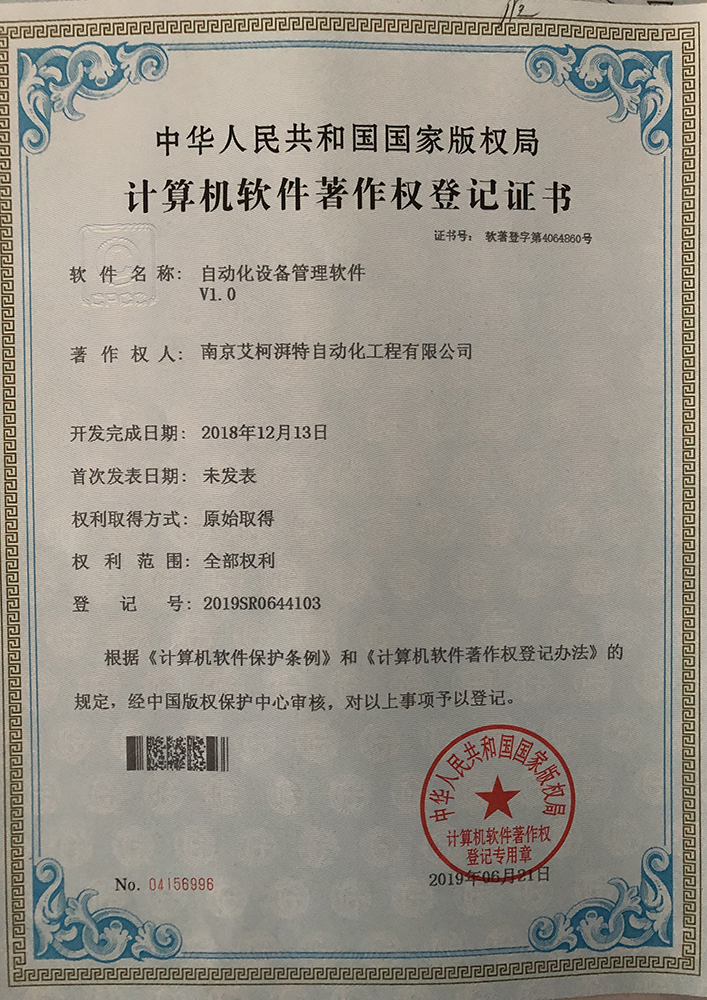 中华人民共和国国家版权局
计算机软件著作权登记证书
证书号: 软著登字第4064860号
软件名称: 自动化设备管理软件
V1.0
著作权人: 南京艾柯湃特自动化工程有限公司
开发完成日期: 2018年12月13日
首次发表日期: 未发表
权利取得方式: 原始取得
权利范围: 全部权利
登记号: 2019SR0644103
根据《计算机软件保护条例》和《计算机软件著作权登记办法》的
规定，经中国版权保护中心审核，对以上事项予以登记。
中华人民共和国国家版权局
计算机软件著作权
登记专用章
No. 04156996
2019年06月21日
CPCC